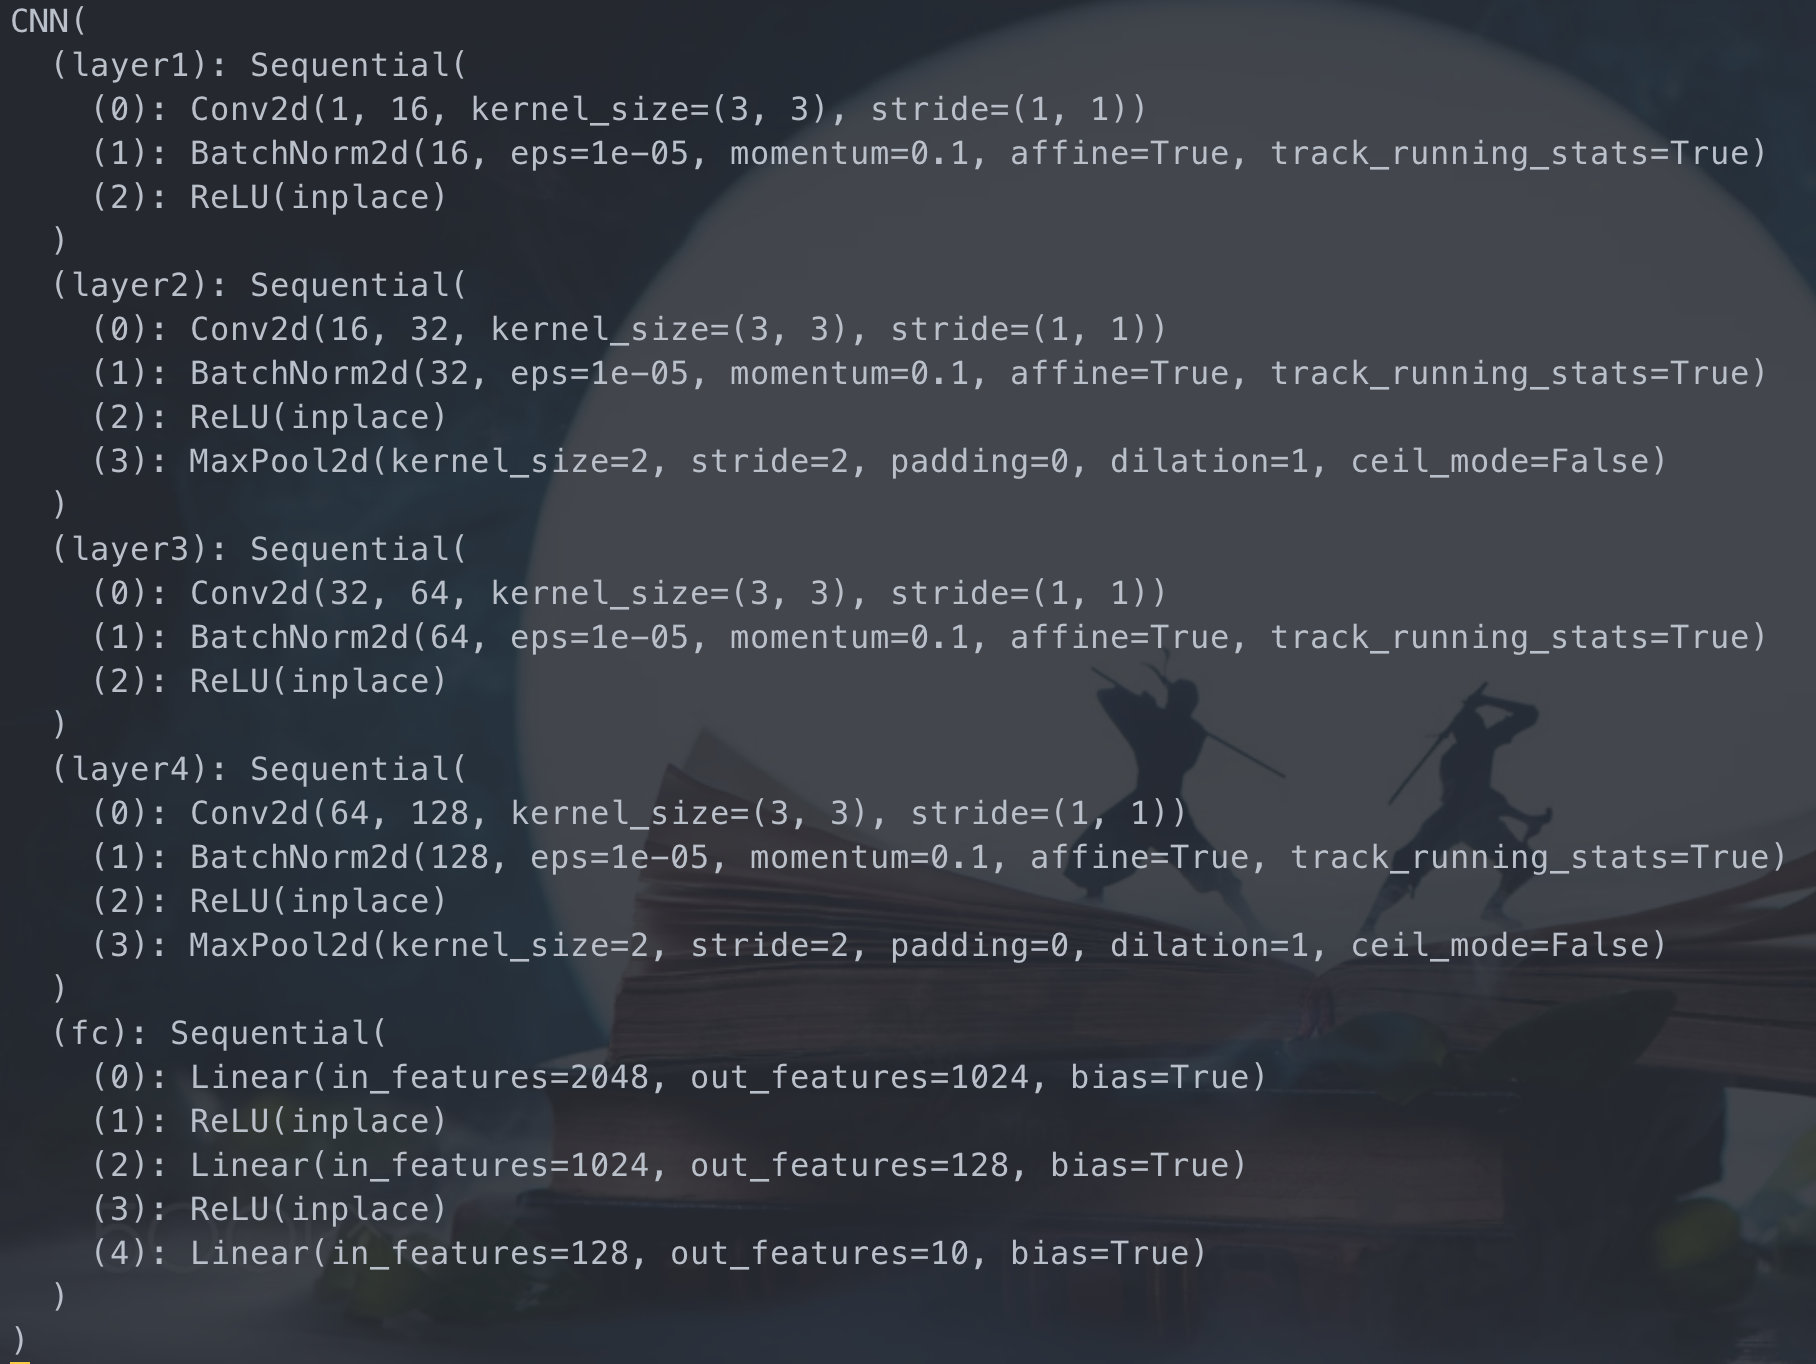 CNN(
  (layer1): Sequential(
    (0): Conv2d(1, 16, kernel_size=(3, 3), stride=(1, 1))
    (1): BatchNorm2d(16, eps=1e-05, momentum=0.1, affine=True, track_running_stats=True)
    (2): ReLU(inplace)
  )
  (layer2): Sequential(
    (0): Conv2d(16, 32, kernel_size=(3, 3), stride=(1, 1))
    (1): BatchNorm2d(32, eps=1e-05, momentum=0.1, affine=True, track_running_stats=True)
    (2): ReLU(inplace)
    (3): MaxPool2d(kernel_size=2, stride=2, padding=0, dilation=1, ceil_mode=False)
  )
  (layer3): Sequential(
    (0): Conv2d(32, 64, kernel_size=(3, 3), stride=(1, 1))
    (1): BatchNorm2d(64, eps=1e-05, momentum=0.1, affine=True, track_running_stats=True)
    (2): ReLU(inplace)
  )
  (layer4): Sequential(
    (0): Conv2d(64, 128, kernel_size=(3, 3), stride=(1, 1))
    (1): BatchNorm2d(128, eps=1e-05, momentum=0.1, affine=True, track_running_stats=True)
    (2): ReLU(inplace)
    (3): MaxPool2d(kernel_size=2, stride=2, padding=0, dilation=1, ceil_mode=False)
  )
  (fc): Sequential(
    (0): Linear(in_features=2048, out_features=1024, bias=True)
    (1): ReLU(inplace)
    (2): Linear(in_features=1024, out_features=128, bias=True)
    (3): ReLU(inplace)
    (4): Linear(in_features=128, out_features=10, bias=True)
  )
)